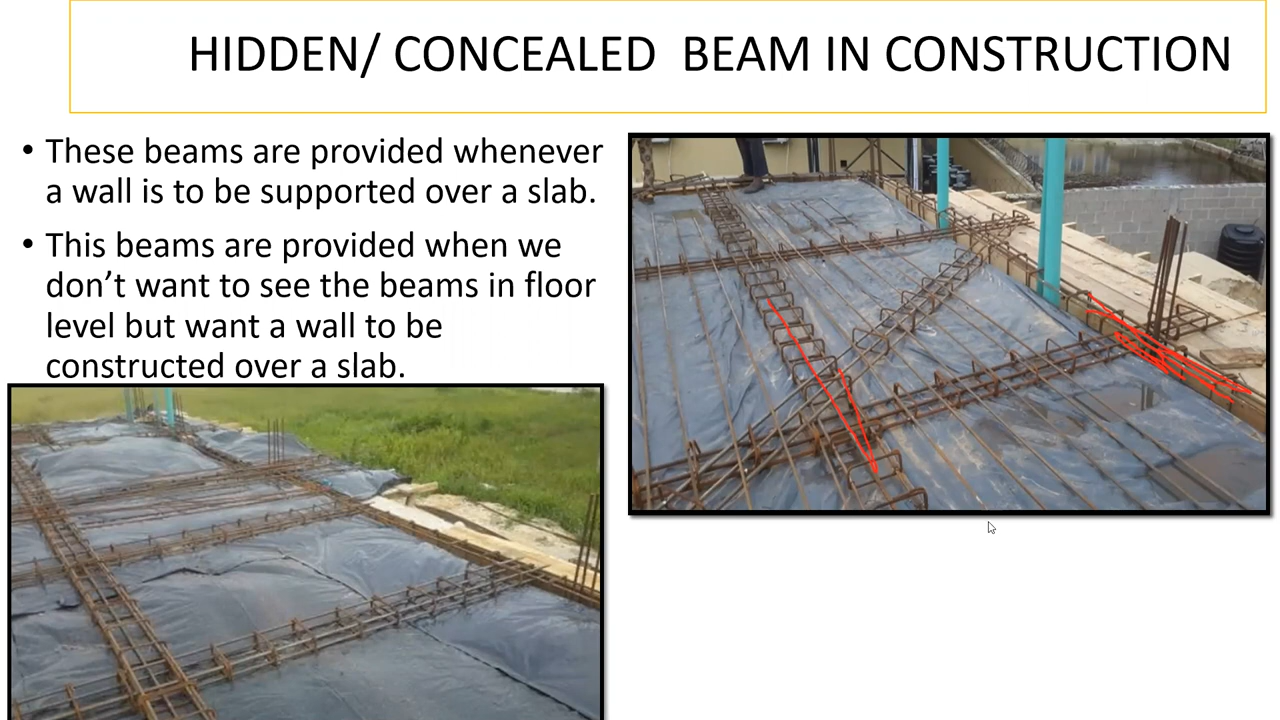 HIDDEN/ CONCEALED  BEAM IN CONSTRUCTION
• These beams are provided whenever
a wall is to be supported over a slab.
• This beams are provided when we
don’t want to see the beams in floor
level but want a wall to be
constructed over a slab.